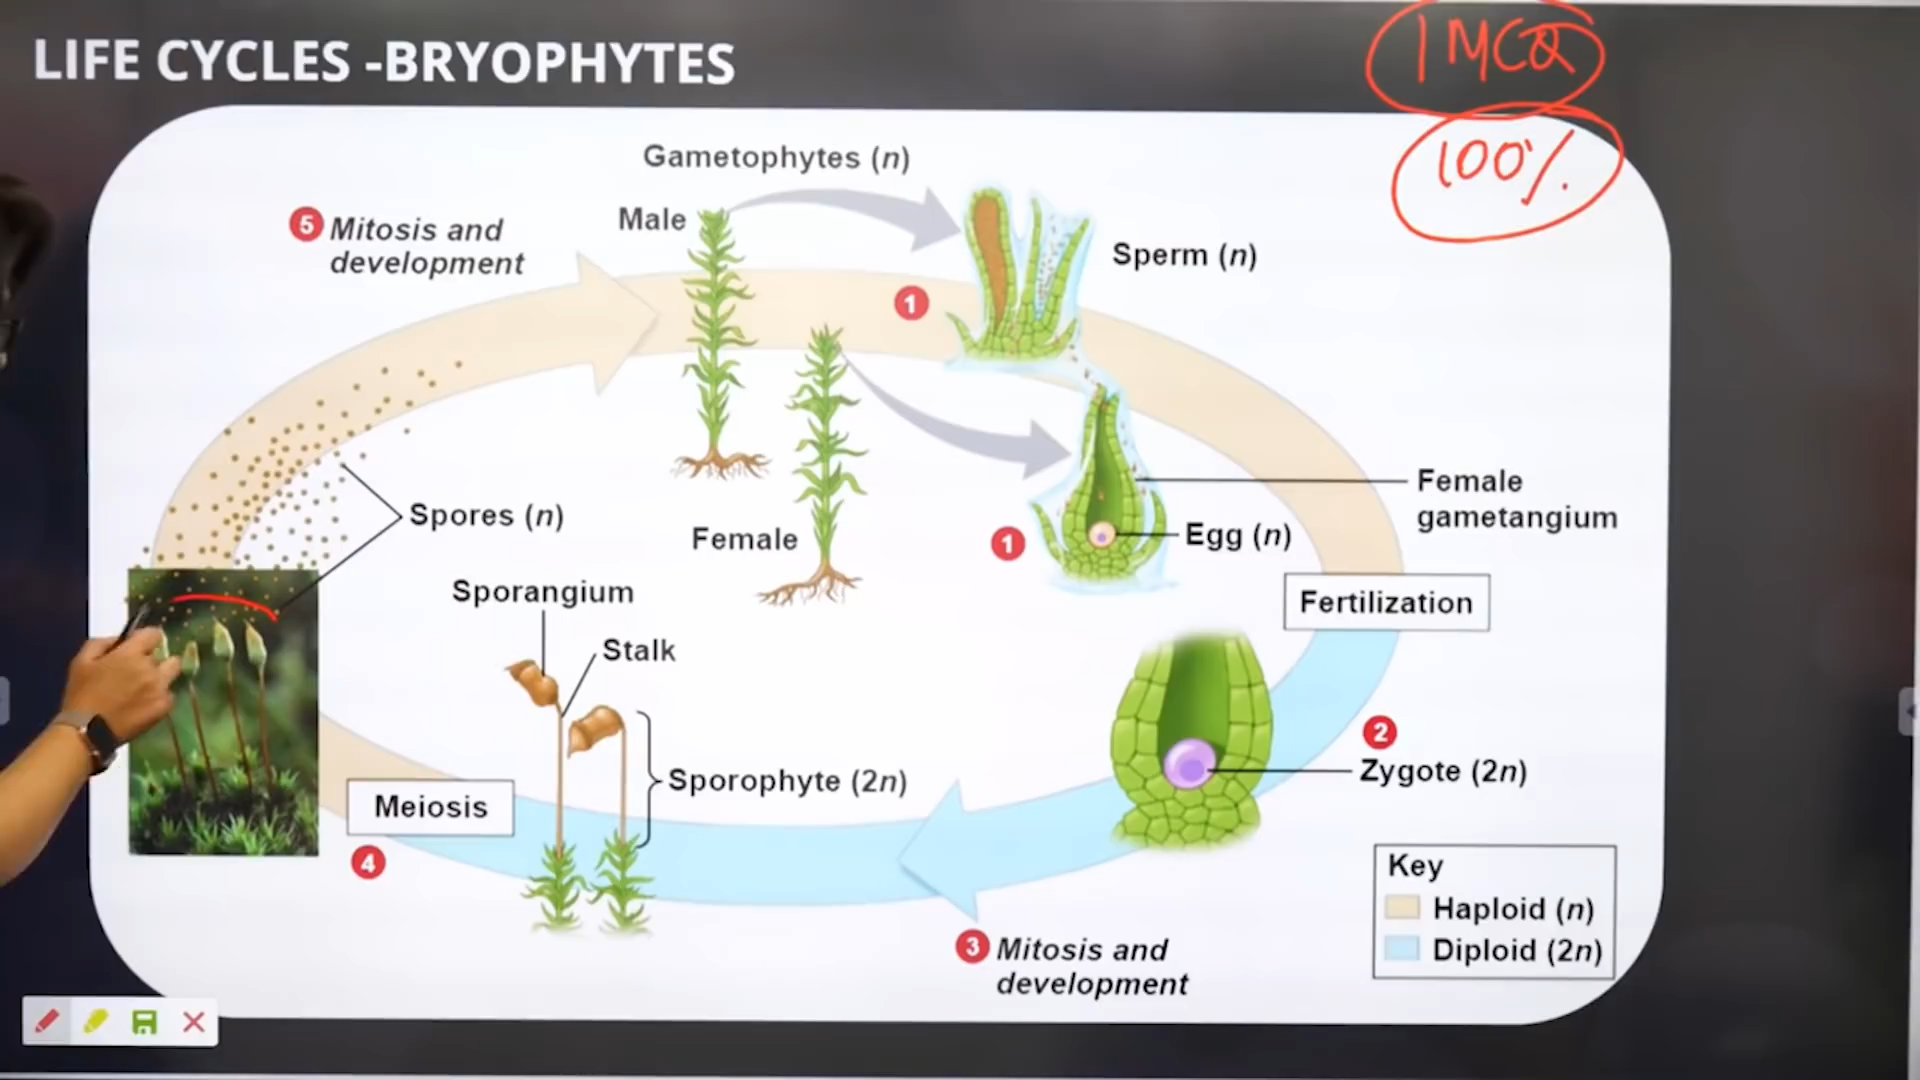 LIFE CYCLES -BRYOPHYTES
1 MCQ
100%.
Gametophytes (n)
Male
5 Mitosis and
development
Sperm (n)
1
Spores (n)
Female
gametangium
Female
1
Egg (n)
Sporangium
Fertilization
Stalk
2
Zygote (2n)
Sporophyte (2n)
Meiosis
4
Key
Haploid (n)
Diploid (2n)
3 Mitosis and
development